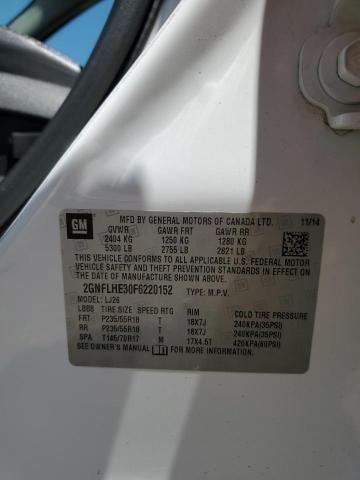 GM
MFD BY GENERAL MOTORS OF CANADA LTD. 11/14
GVWR GAWR FRT GAWR RR
2404 KG 1250 KG 1280 KG
5300 LB 2755 LB 2821 LB
THIS VEHICLE CONFORMS TO ALL APPLICABLE U.S. FEDERAL MOTOR
VEHICLE SAFETY STANDARDS IN EFFECT ON THE DATE OF
MANUFACTURE SHOWN ABOVE.
2GNFLHE30F6220152 TYPE: M.P.V.
MODEL: LJ26
TIRE SIZE SPEED RTG RIM COLD TIRE PRESSURE
FRT P235/55R18 T 18X7J 240KPA(35PSI)
RR P235/55R18 T 18X7J 240KPA(35PSI)
SPA T145/70R17 M 17X4.5T 420KPA(60PSI)
SEE OWNER'S MANUAL FOR MORE INFORMATION.